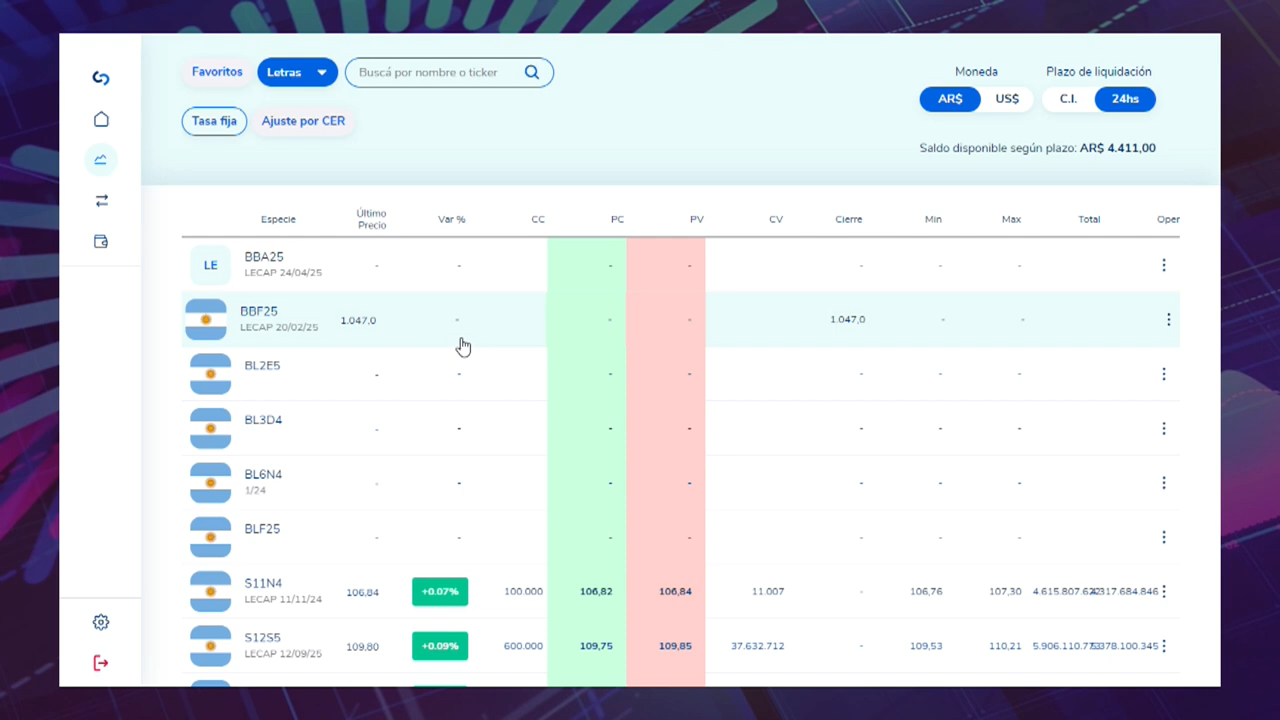 Favoritos Letras Buscá por nombre o ticker
Moneda Plazo de liquidación
AR$ US$ C.I. 24hs
Tasa fija Ajuste por CER
Saldo disponible según plazo: AR$ 4.411,00
Especie Último Precio Var % CC PC PV CV Cierre Min Max Total Oper
LE BBA25 - - - - - - -
LECAP 24/04/25
BBF25 1.047,0 - - - 1.047,0 - -
LECAP 20/02/25
BL2E5 - - - - - - -
BL3D4 - - - - - - -
BL6N4 - - - - - - -
1/24
BLF25 - - - - - - -
S11N4 106,84 +0.07% 100.000 106,82 106,84 11.007 - 106,76 107,30
LECAP 11/11/24
S12S5 109,80 +0.09% 600.000 109,75 109,85 37.632.712 - 109,53 110,21
LECAP 12/09/25